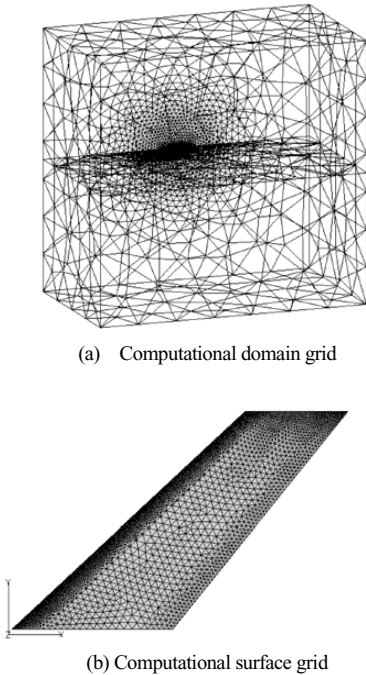 (a) Computational domain grid
Y
Z X
(b) Computational surface grid